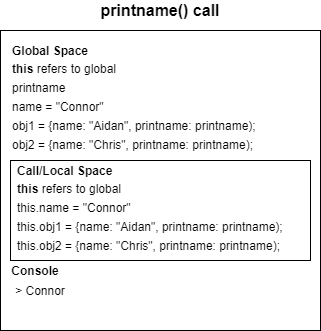 printname() call
Global Space
this refers to global
printname
name = "Connor"
obj1 = {name: "Aidan", printname: printname);
obj2 = {name: "Chris", printname: printname);
Call/Local Space
this refers to global
this.name = "Connor"
this.obj1 = {name: "Aidan", printname: printname);
this.obj2 = {name: "Chris", printname: printname);
Console
> Connor